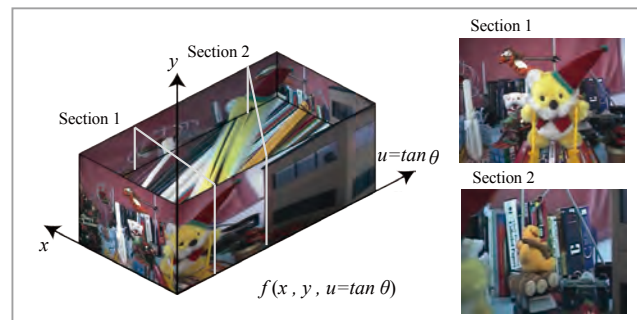 Section 1
Section 2
y
Section 1
u=tan θ
x
Section 2
f (x , y , u=tan θ)